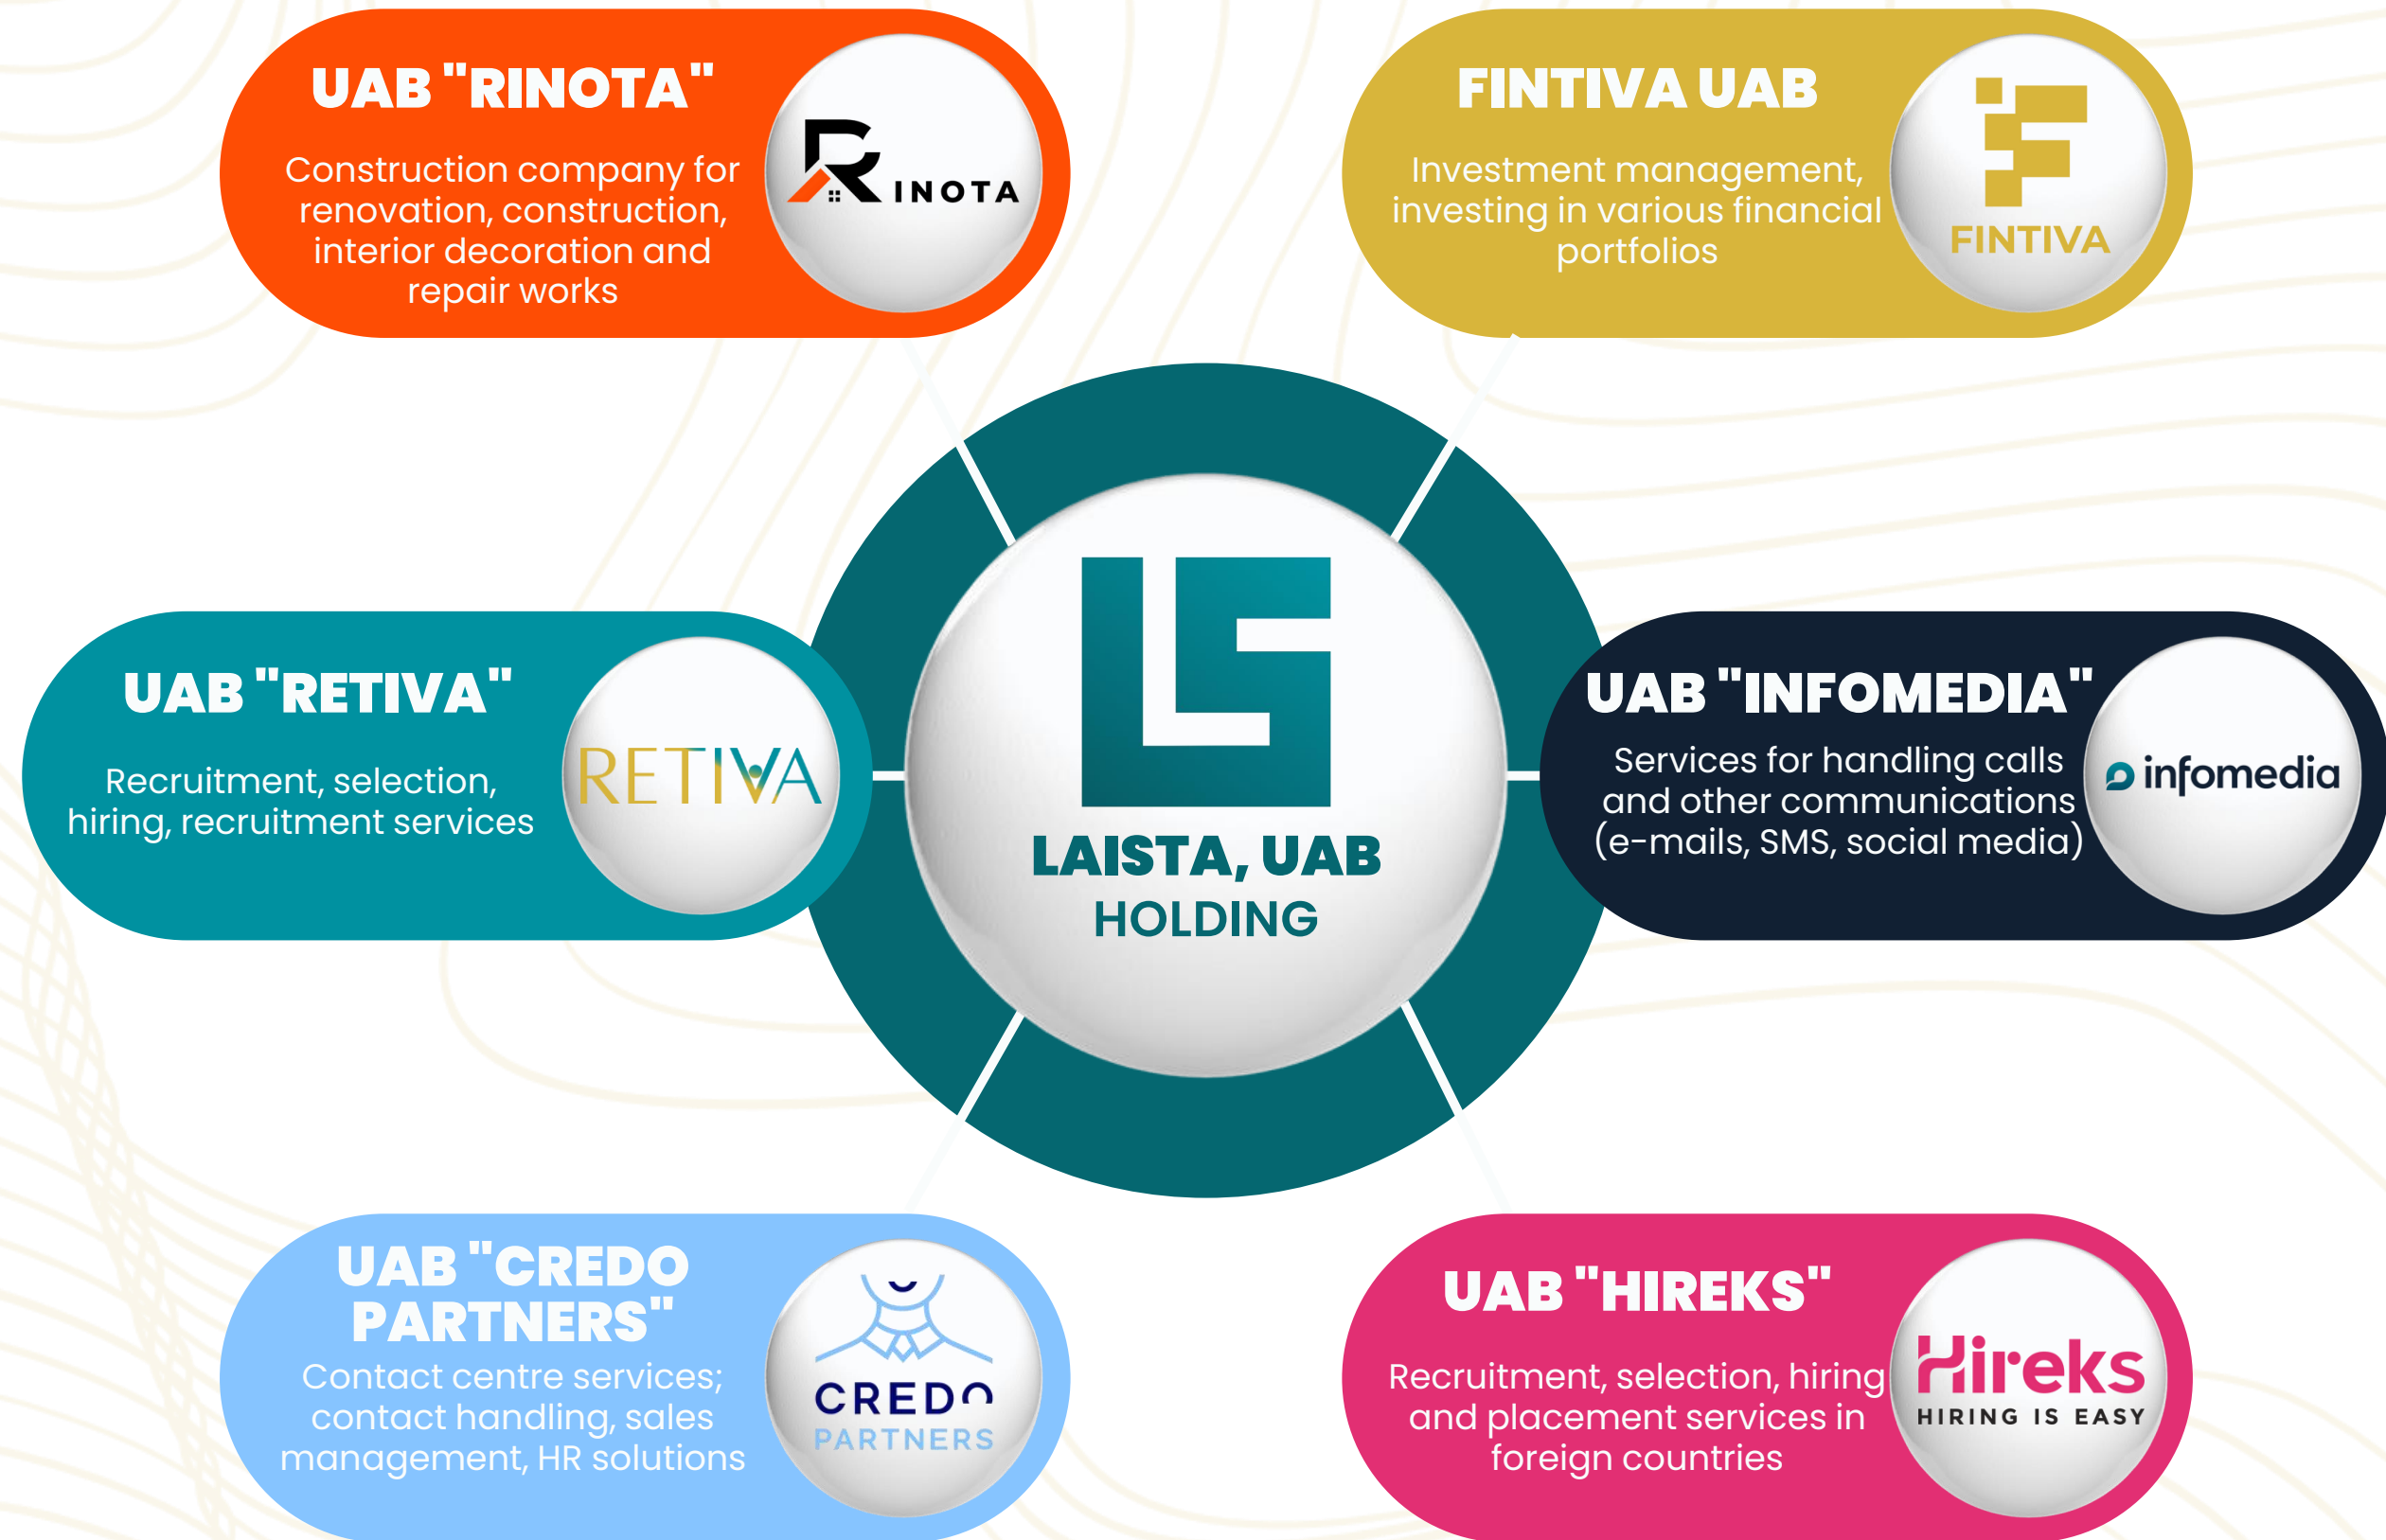 UAB "RINOTA"
Construction company for
renovation, construction,
interior decoration and
repair works
RINOTA
FINTIVA UAB
Investment management,
investing in various financial
portfolios
FINTIVA
UAB "RETIVA"
Recruitment, selection,
hiring, recruitment services
RETIVA
LS
LAISTA, UAB
HOLDING
UAB "INFOMEDIA"
Services for handling calls
and other communications
(e-mails, SMS, social media)
infomedia
UAB "CREDO
PARTNERS"
Contact centre services;
contact handling, sales
management, HR solutions
CREDO
PARTNERS
UAB "HIREKS"
Recruitment, selection, hiring
and placement services in
foreign countries
Hireks
HIRING IS EASY